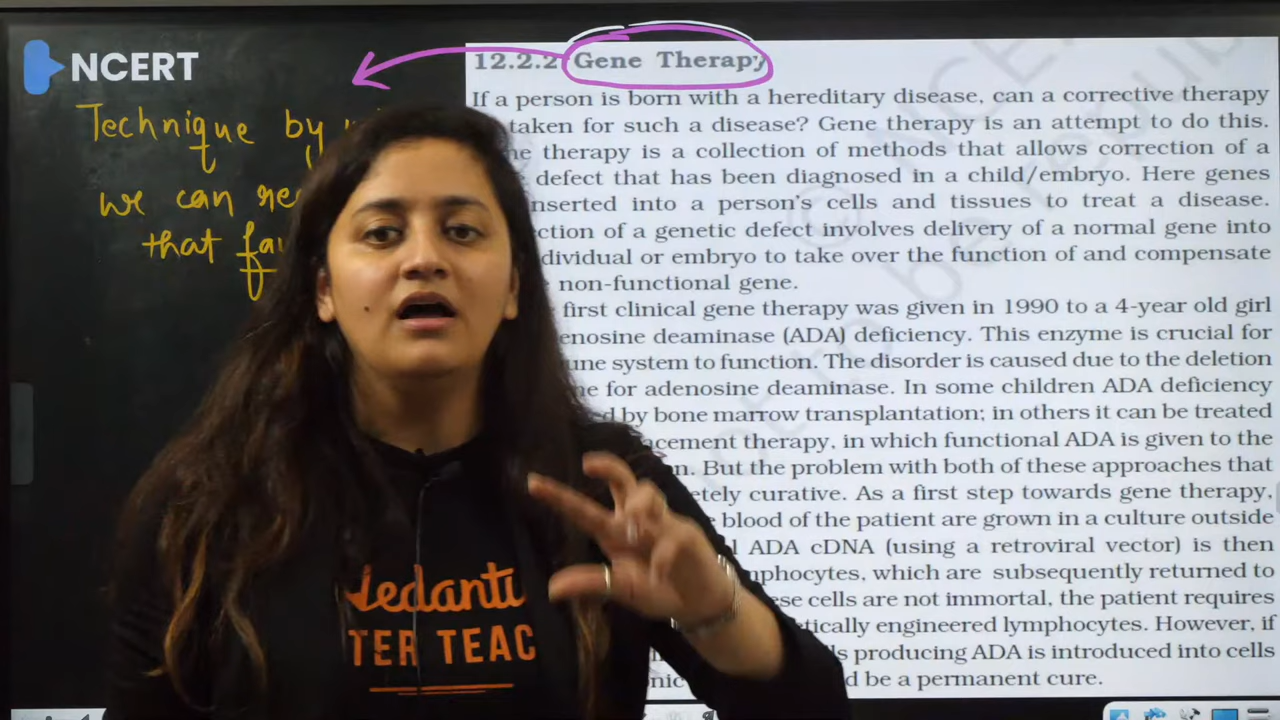 NCERT
Technique by
we can
that
12.2.2 Gene Therapy
If a person is born with a hereditary disease, can a corrective therapy
taken for such a disease? Gene therapy is an attempt to do this.
therapy is a collection of methods that allows correction of a
defect that has been diagnosed in a child/embryo. Here genes
inserted into a person's cells and tissues to treat a disease.
ction of a genetic defect involves delivery of a normal gene into
dividual or embryo to take over the function of and compensate
non-functional gene.
first clinical gene therapy was given in 1990 to a 4-year old girl
enosine deaminase (ADA) deficiency. This enzyme is crucial for
une system to function. The disorder is caused due to the deletion
ne for adenosine deaminase. In some children ADA deficiency
d by bone marrow transplantation; in others it can be treated
acement therapy, in which functional ADA is given to the
n. But the problem with both of these approaches that
etely curative. As a first step towards gene therapy,
blood of the patient are grown in a culture outside
ADA cDNA (using a retroviral vector) is then
mphocytes, which are subsequently returned to
ese cells are not immortal, the patient requires
etically engineered lymphocytes. However, if
ls producing ADA is introduced into cells
nic
d be a permanent cure.
Vedantu
TER TEAC